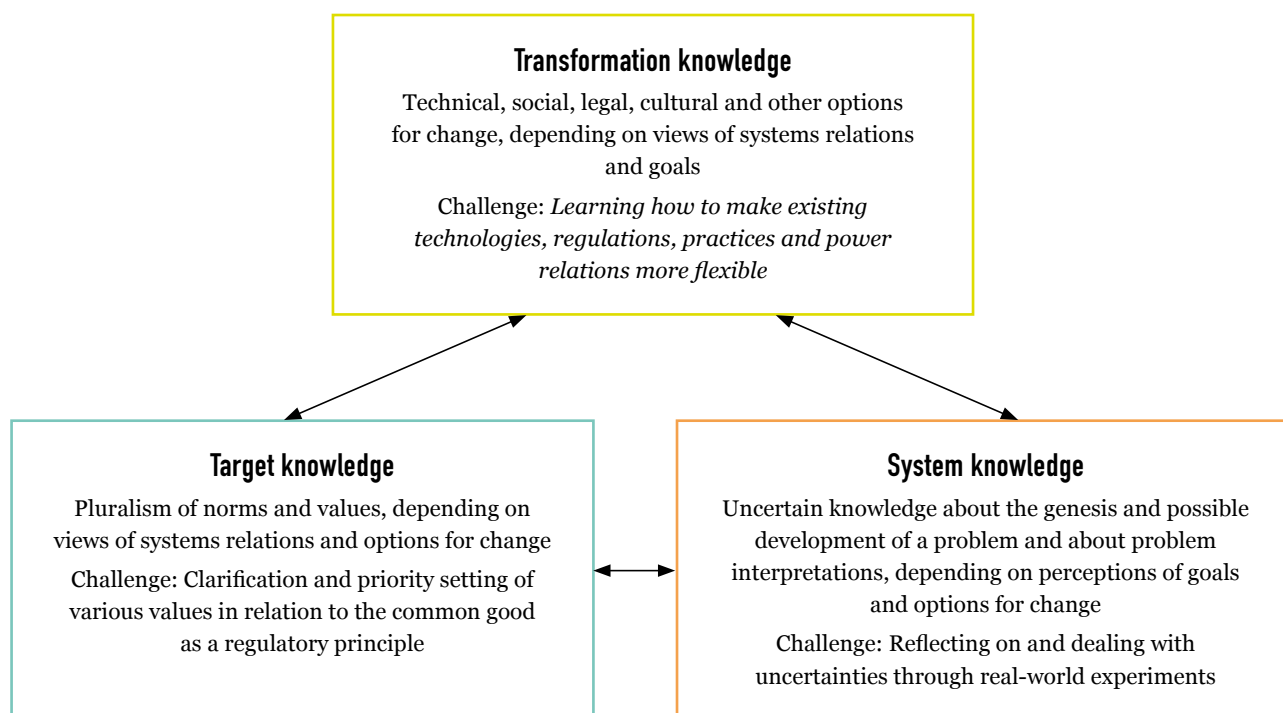 Transformation knowledge
Technical, social, legal, cultural and other options
for change, depending on views of systems relations
and goals
Challenge: Learning how to make existing
technologies, regulations, practices and power
relations more flexible
Target knowledge
Pluralism of norms and values, depending on
views of systems relations and options for change
Challenge: Clarification and priority setting of
various values in relation to the common good
as a regulatory principle
System knowledge
Uncertain knowledge about the genesis and possible
development of a problem and about problem
interpretations, depending on perceptions of goals
and options for change
Challenge: Reflecting on and dealing with
uncertainties through real-world experiments